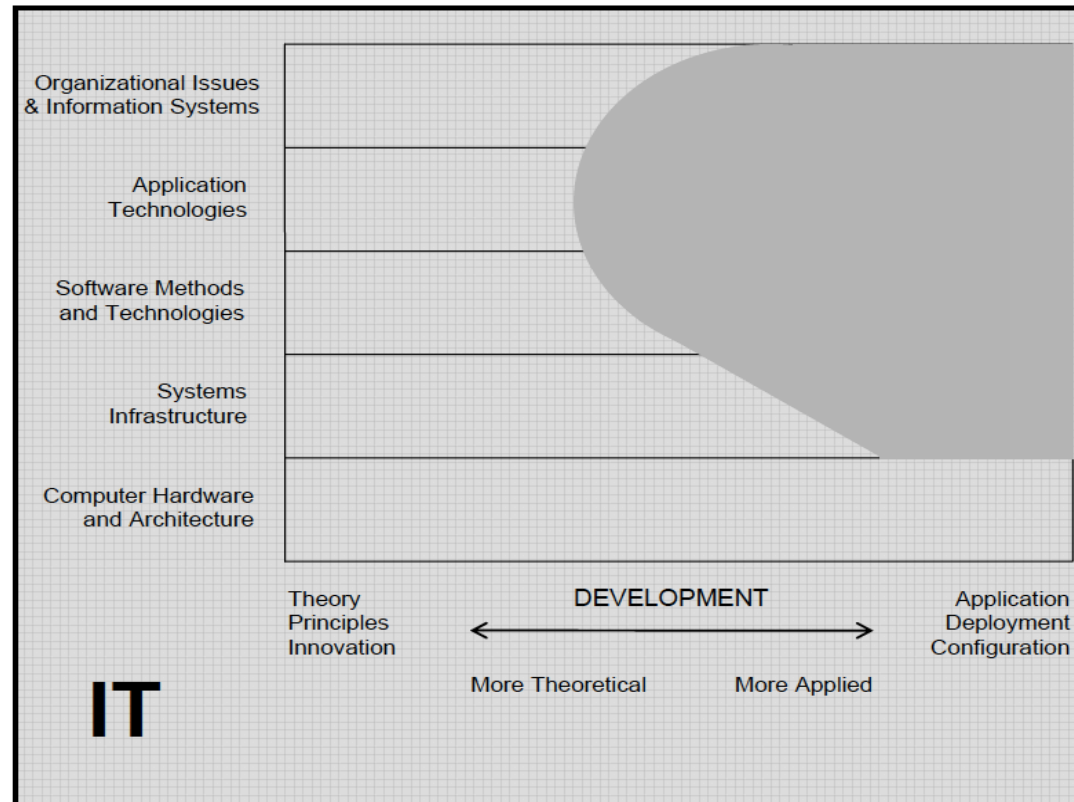 Organizational Issues
& Information Systems
Application
Technologies
Software Methods
and Technologies
Systems
Infrastructure
Computer Hardware
and Architecture
Theory
Principles
Innovation
DEVELOPMENT
More Theoretical
More Applied
Application
Deployment
Configuration
IT